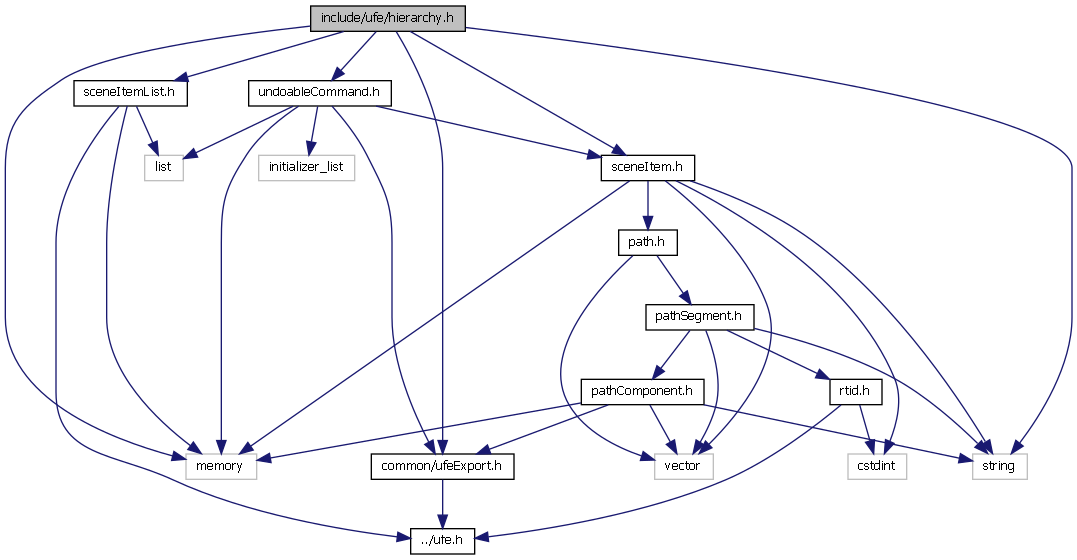 include/ufe/hierarchy.h
sceneItemList.h
undoableCommand.h
list
initializer_list
sceneItem.h
path.h
pathSegment.h
pathComponent.h
rtid.h
memory
common/ufeExport.h
vector
cstdint
string
../ufe.h